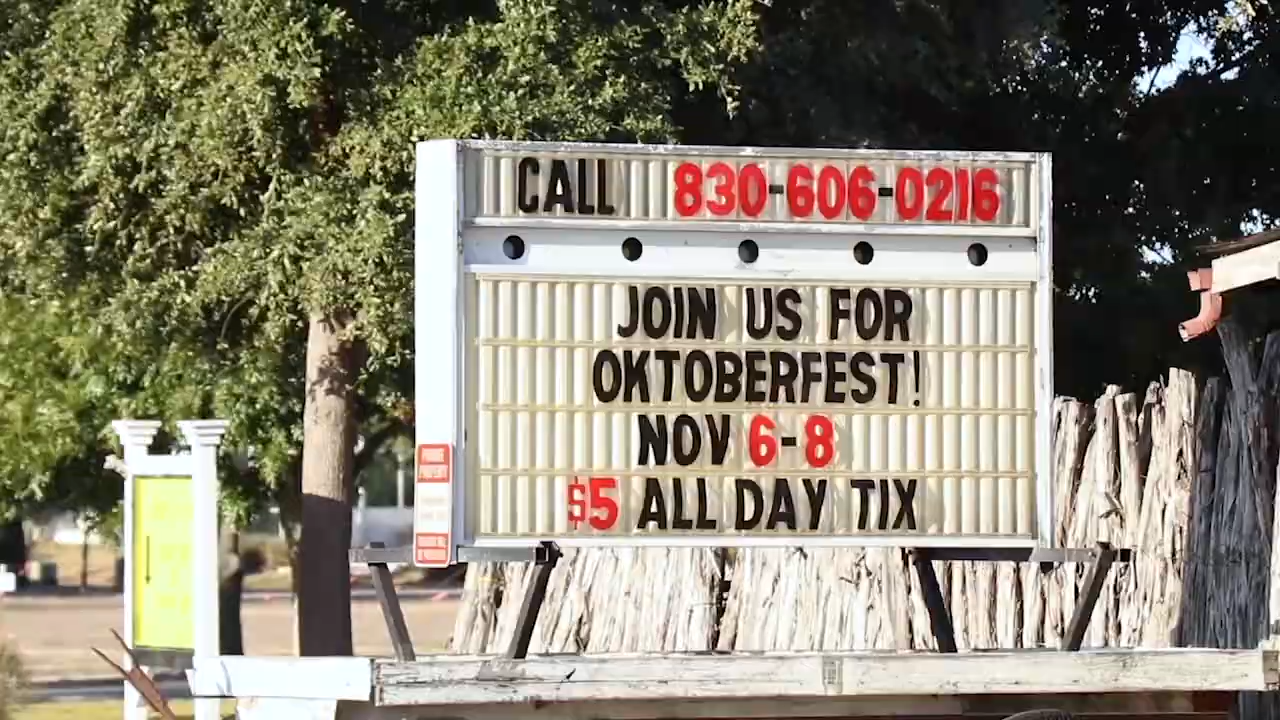 CALL 830-606-0216
JOIN US FOR
OKTOBERFEST!
NOV 6-8
$5 ALL DAY TIX